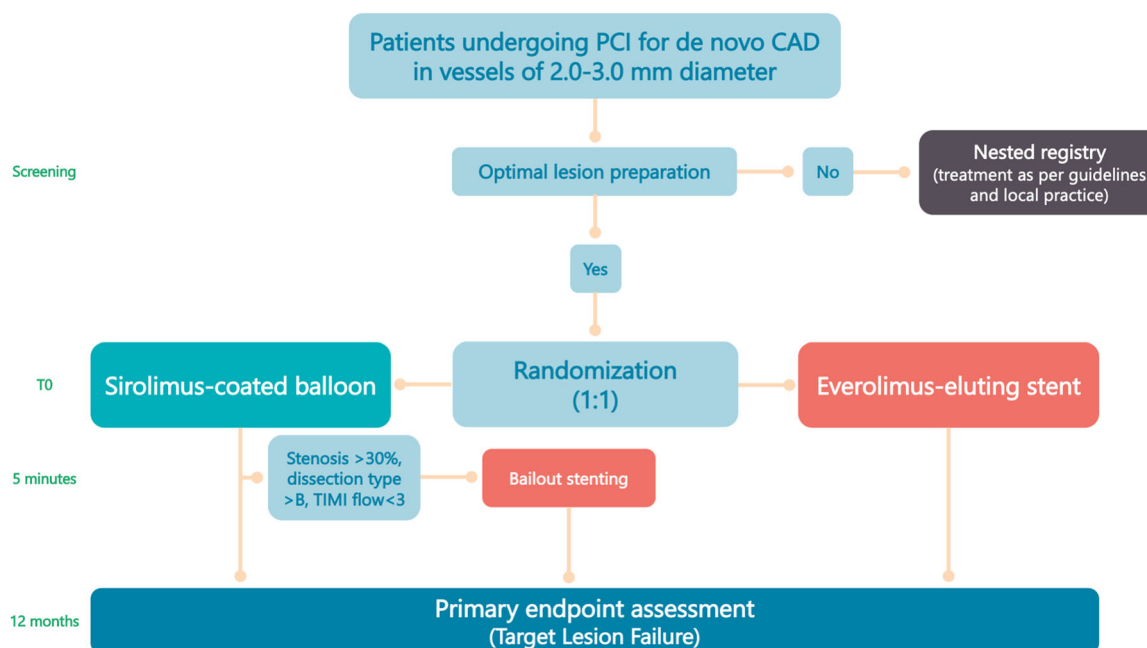 Patients undergoing PCI for de novo CAD
in vessels of 2.0-3.0 mm diameter
Screening
Optimal lesion preparation
No
Nested registry
(treatment as per guidelines
and local practice)
Yes
T0
Sirolimus-coated balloon
Randomization
(1:1)
Everolimus-eluting stent
5 minutes
Stenosis >30%,
dissection type
>B, TIMI flow<3
Bailout stenting
12 months
Primary endpoint assessment
(Target Lesion Failure)